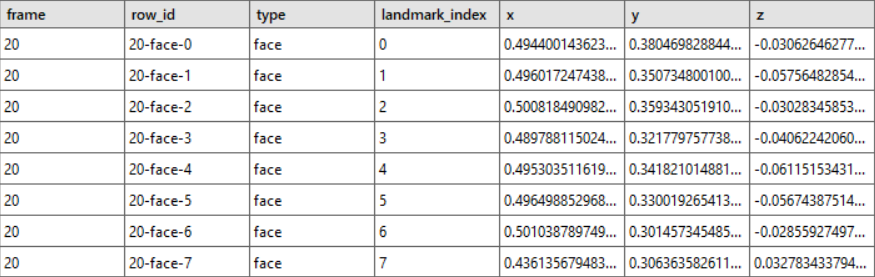 frame row_id type landmark_index x y z
20 20-face-0 face 0 0.494400143623... 0.380469828844... -0.03062646277...
20 20-face-1 face 1 0.496017247438... 0.350734800100... -0.05756482854...
20 20-face-2 face 2 0.500818490982... 0.359343051910... -0.03028345853...
20 20-face-3 face 3 0.489788115024... 0.321779757738... -0.04062242060...
20 20-face-4 face 4 0.495303511619... 0.341821014881... -0.06115153431...
20 20-face-5 face 5 0.496498852968... 0.330019265413... -0.05674387514...
20 20-face-6 face 6 0.501038789749... 0.301457345485... -0.02855927497...
20 20-face-7 face 7 0.436135679483... 0.306363582611... 0.032783433794...